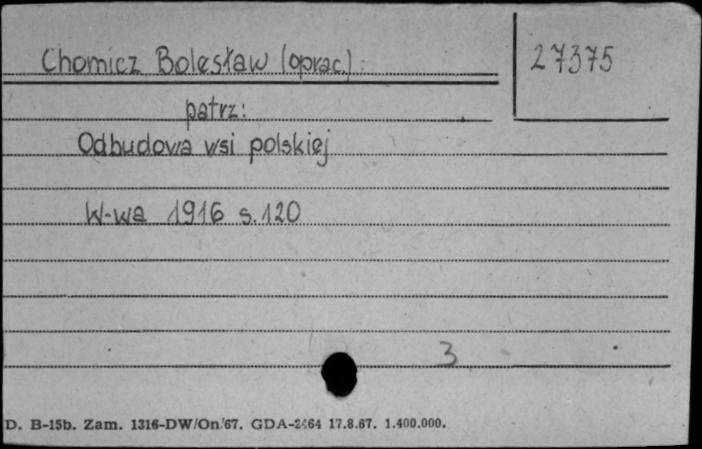 Chomicz Bolesław (oprac.):
27375
patrz:
Odbudowa wsi polskiej
W-wa 1916 s. 120
3
D. B-15b. Zam. 1316-DW/On/67. GDA-2464 17.8.67. 1.400.000.